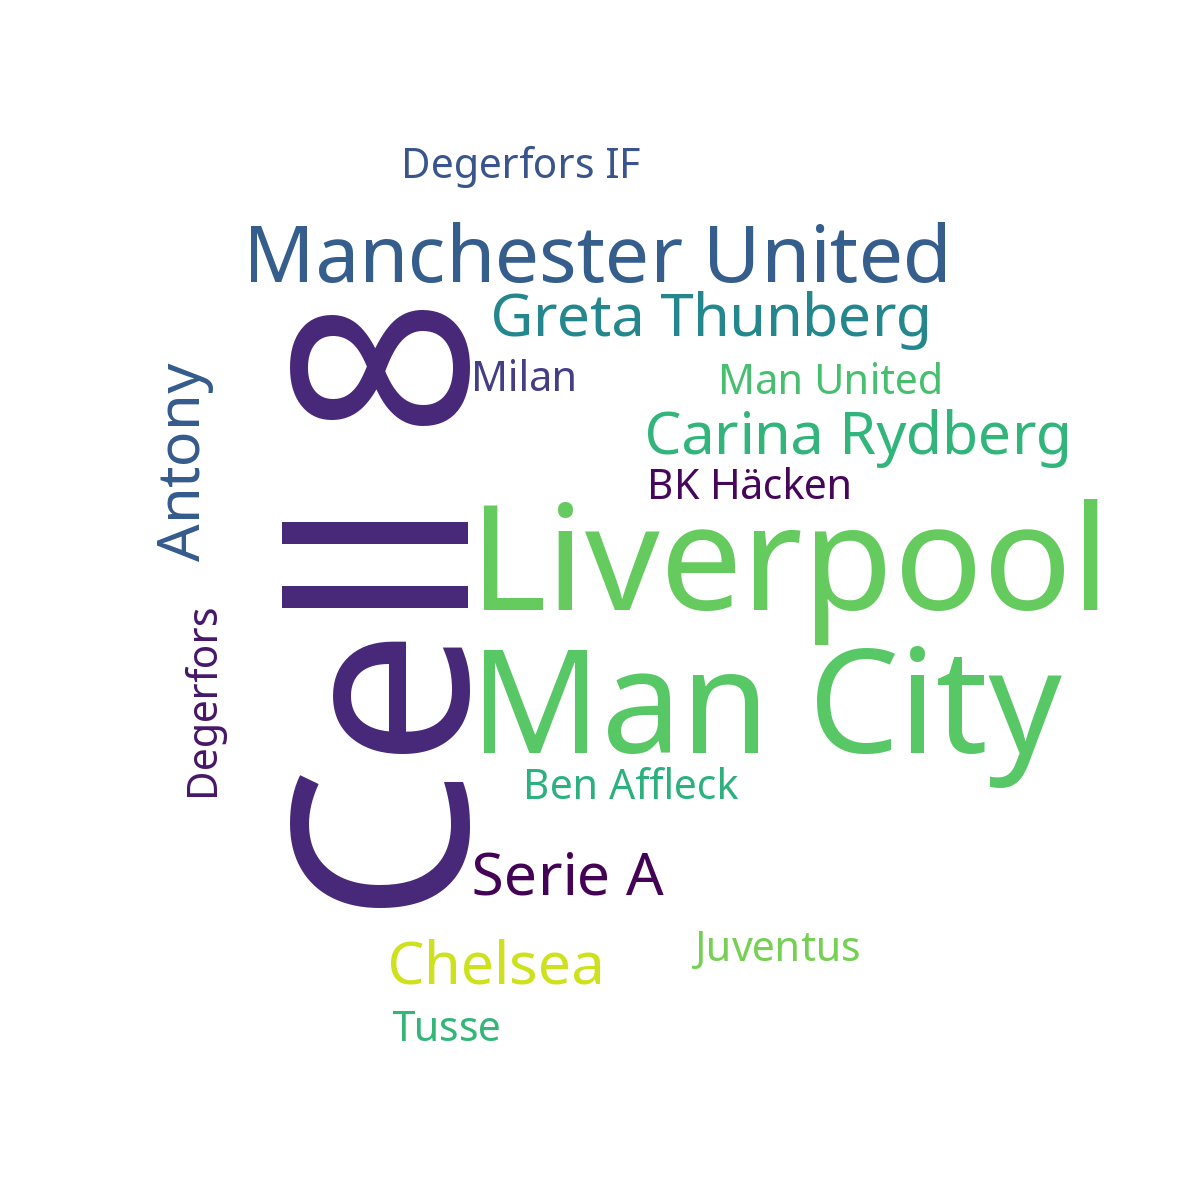 Degerfors IF
Manchester United
Greta Thunberg
Milan
Man United
Antony
Carina Rydberg
BK Häcken
Cell 8
Liverpool
Degerfors
Man City
Ben Affleck
Serie A
Chelsea
Juventus
Tusse